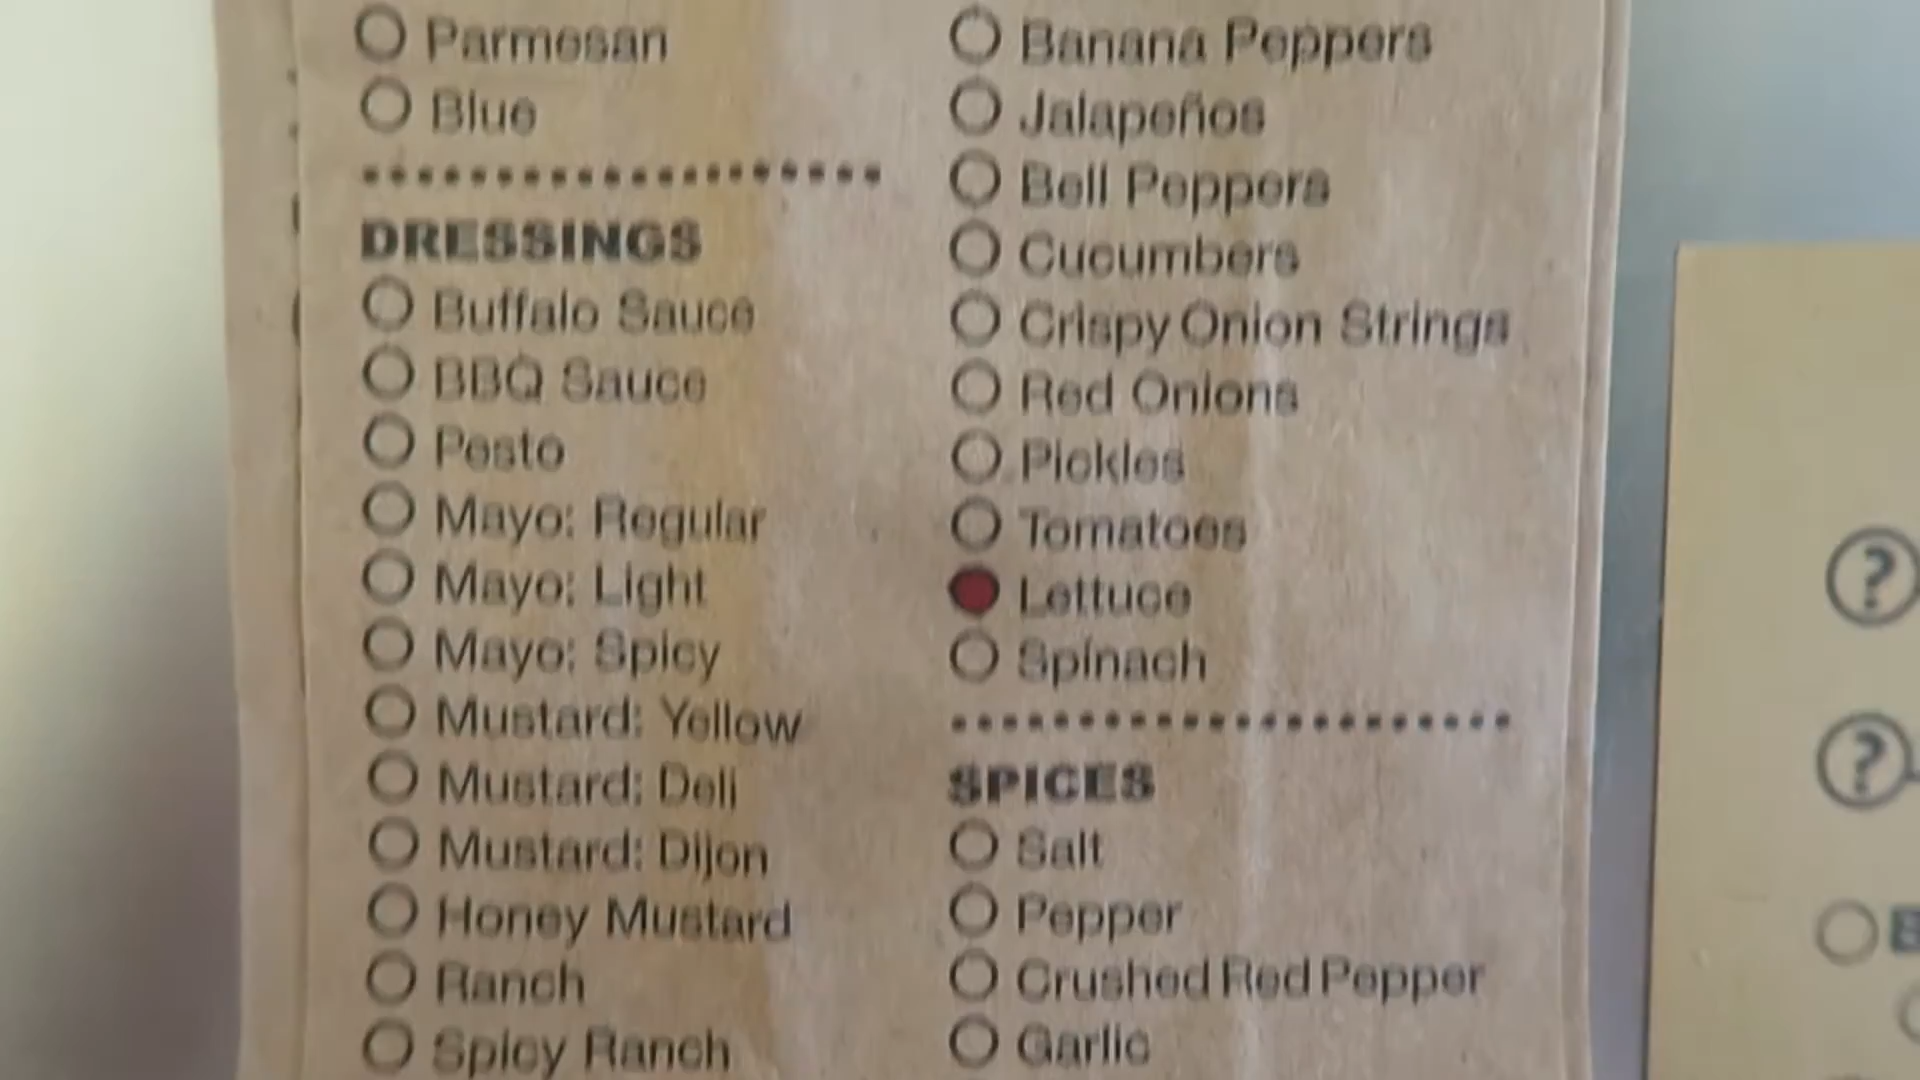 Parmesan
Blue
DRESSINGS
Buffalo Sauce
BBQ Sauce
Pesto
Mayo: Regular
Mayo: Light
Mayo: Spicy
Mustard: Yellow
Mustard: Deli
Mustard: Dijon
Honey Mustard
Ranch
Spicy Ranch
Banana Peppers
Jalapeños
Bell Peppers
Cucumbers
Crispy Onion Strings
Red Onions
Pickles
Tomatoes
Lettuce
Spinach
SPICES
Salt
Pepper
Crushed Red Pepper
Garlic
?
?